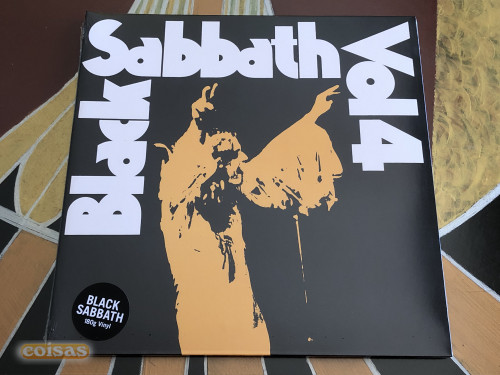 Black
Sabbath
Vol 4
BLACK
SABBATH
180g Vinyl
coisas